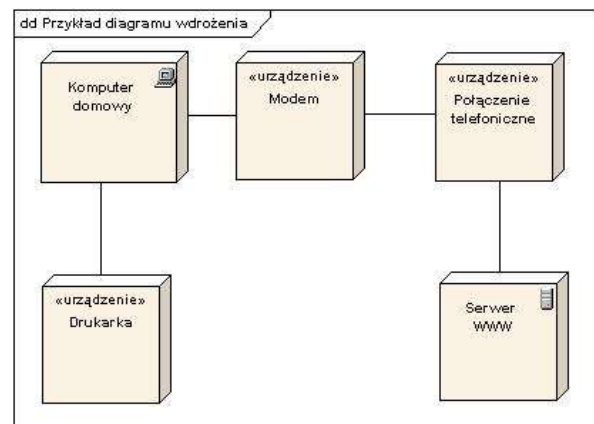 dd Przykład diagramu wdrożenia
Komputer
domowy
«urządzenie»
Modem
«urządzenie»
Połączenie
telefoniczne
«urządzenie»
Drukarka
Serwer
WWW